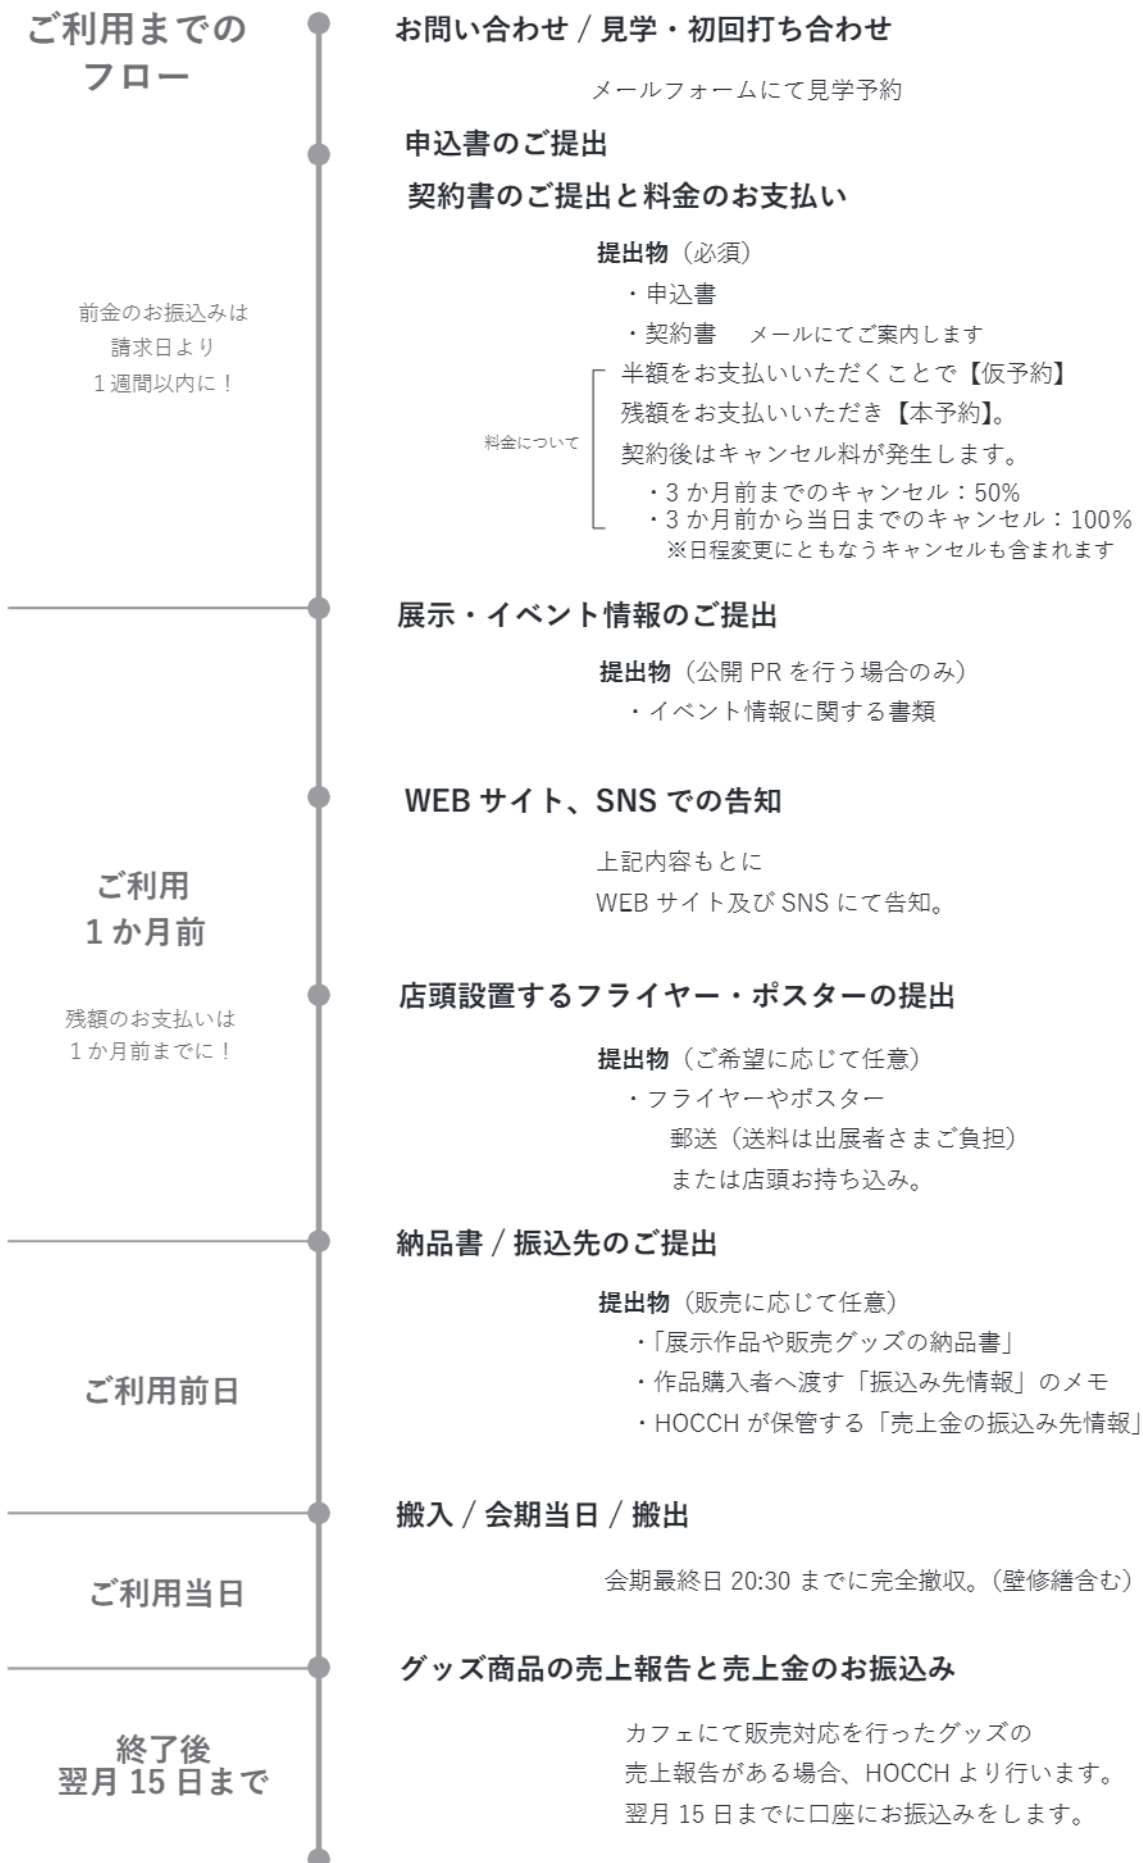 ご利用までの
フロー
お問い合わせ / 見学・初回打ち合わせ
メールフォームにて見学予約
申込書のご提出
契約書のご提出と料金のお支払い
前金のお振込みは
請求日より
1週間以内に！
提出物（必須）
・申込書
・契約書　メールにてご案内します
料金について
半額をお支払いいただくことで【仮予約】
残額をお支払いいただき【本予約】。
契約後はキャンセル料が発生します。
・3 か月前までのキャンセル：50%
・3 か月前から当日までのキャンセル：100%
※日程変更にともなうキャンセルも含まれます
展示・イベント情報のご提出
提出物（公開 PR を行う場合のみ）
・イベント情報に関する書類
WEB サイト、SNS での告知
上記内容もとに
WEB サイト及び SNS にて告知。
ご利用
1 か月前
残額のお支払いは
1 か月前までに！
店頭設置するフライヤー・ポスターの提出
提出物（ご希望に応じて任意）
・フライヤーやポスター
郵送（送料は出展者さまご負担）
または店頭お持ち込み。
納品書 / 振込先のご提出
ご利用前日
提出物（販売に応じて任意）
・「展示作品や販売グッズの納品書」
・作品購入者へ渡す「振込み先情報」のメモ
・HOCCH が保管する「売上金の振込み先情報」
搬入 / 会期当日 / 搬出
ご利用当日
会期最終日 20:30 までに完全撤収。（壁修繕含む）
グッズ商品の売上報告と売上金のお振込み
終了後
翌月 15 日まで
カフェにて販売対応を行ったグッズの
売上報告がある場合、HOCCH より行います。
翌月 15 日までに口座にお振込みをします。